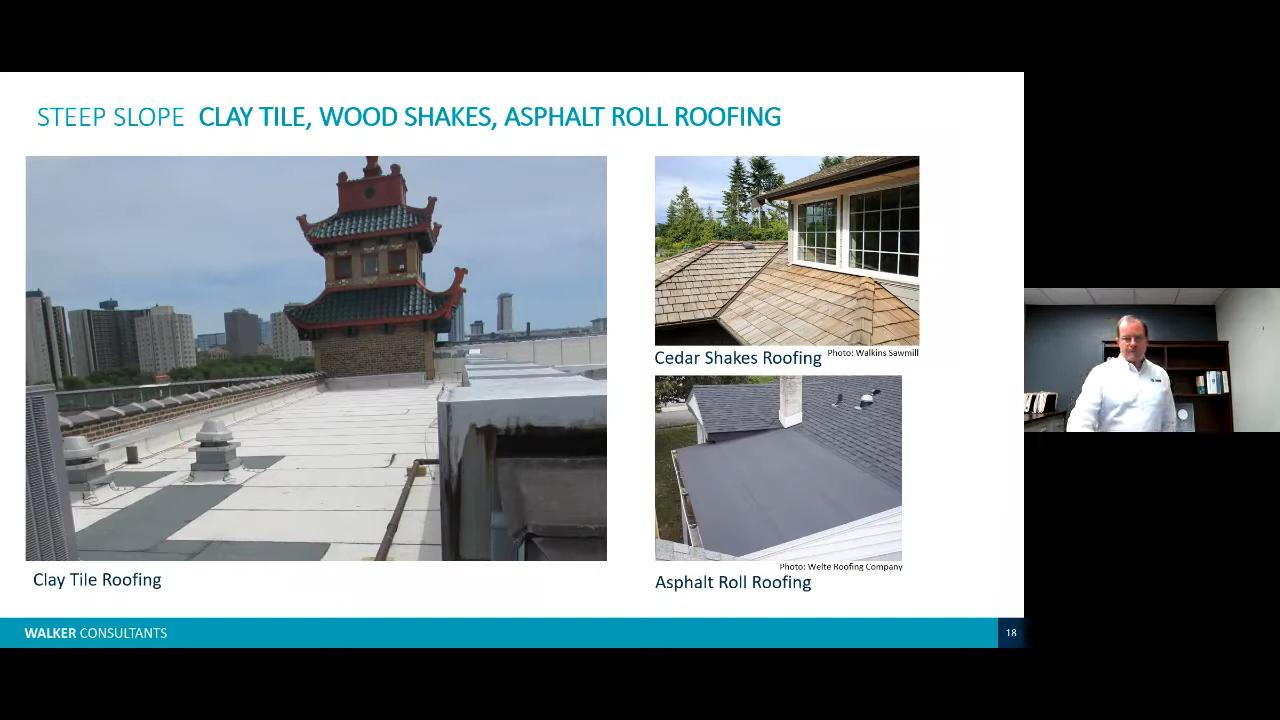 STEEP SLOPE CLAY TILE, WOOD SHAKES, ASPHALT ROLL ROOFING
Cedar Shakes Roofing Photo: Walkins Sawmill
Photo: Welte Roofing Company
Clay Tile Roofing
Asphalt Roll Roofing
WALKER CONSULTANTS
18